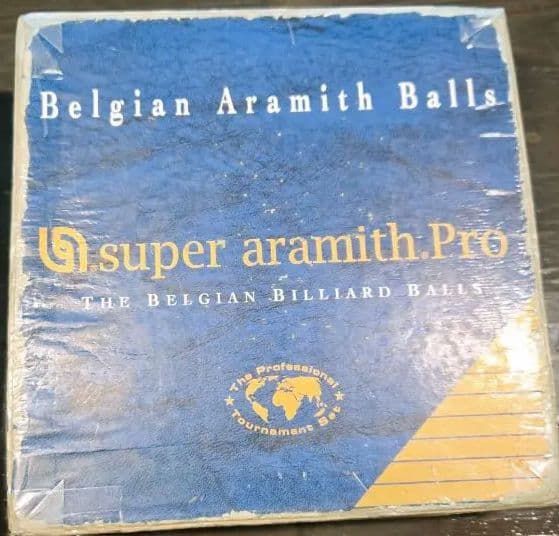 Belgian Aramith Balls
super aramith.Pro
THE BELGIAN BILLIARD BALLS
The Professional
Tournament Set